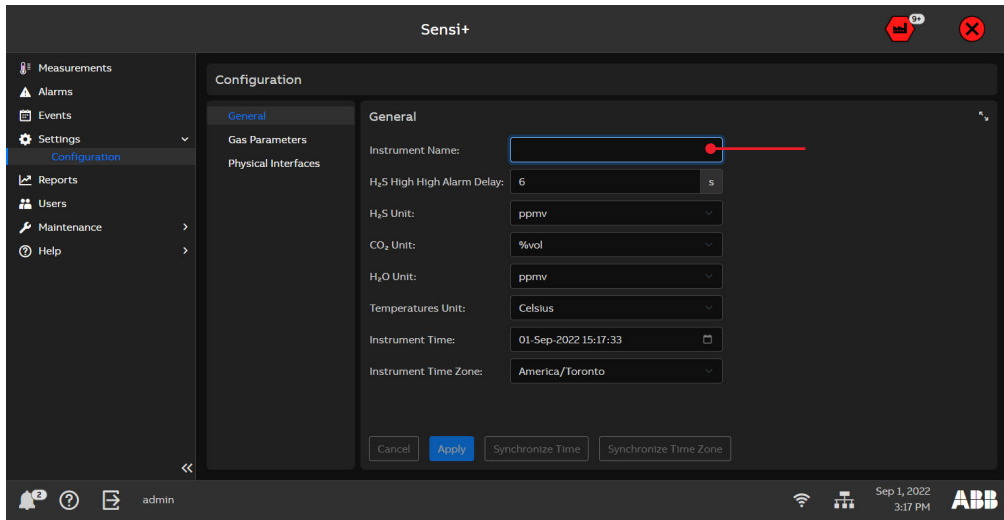 Sensi+
9+
Measurements
Alarms
Events
Settings
Configuration
Reports
Users
Maintenance
Help
Configuration
General
Gas Parameters
Physical Interfaces
General
Instrument Name:
H₂S High High Alarm Delay: 6 s
H₂S Unit: ppmv
CO₂ Unit: %vol
H₂O Unit: ppmv
Temperatures Unit: Celsius
Instrument Time: 01-Sep-2022 15:17:33
Instrument Time Zone: America/Toronto
Cancel Apply Synchronize Time Synchronize Time Zone
2 admin
Sep 1, 2022
3:17 PM
ABB